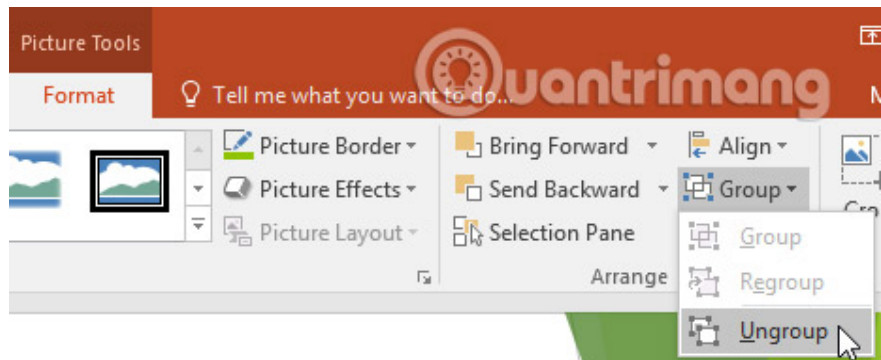 Picture Tools
Quantrimang
Format
Tell me what you want to do...
Picture Border
Bring Forward
Align
Picture Effects
Send Backward
Group
Picture Layout
Selection Pane
Group
Arrange
Regroup
Ungroup